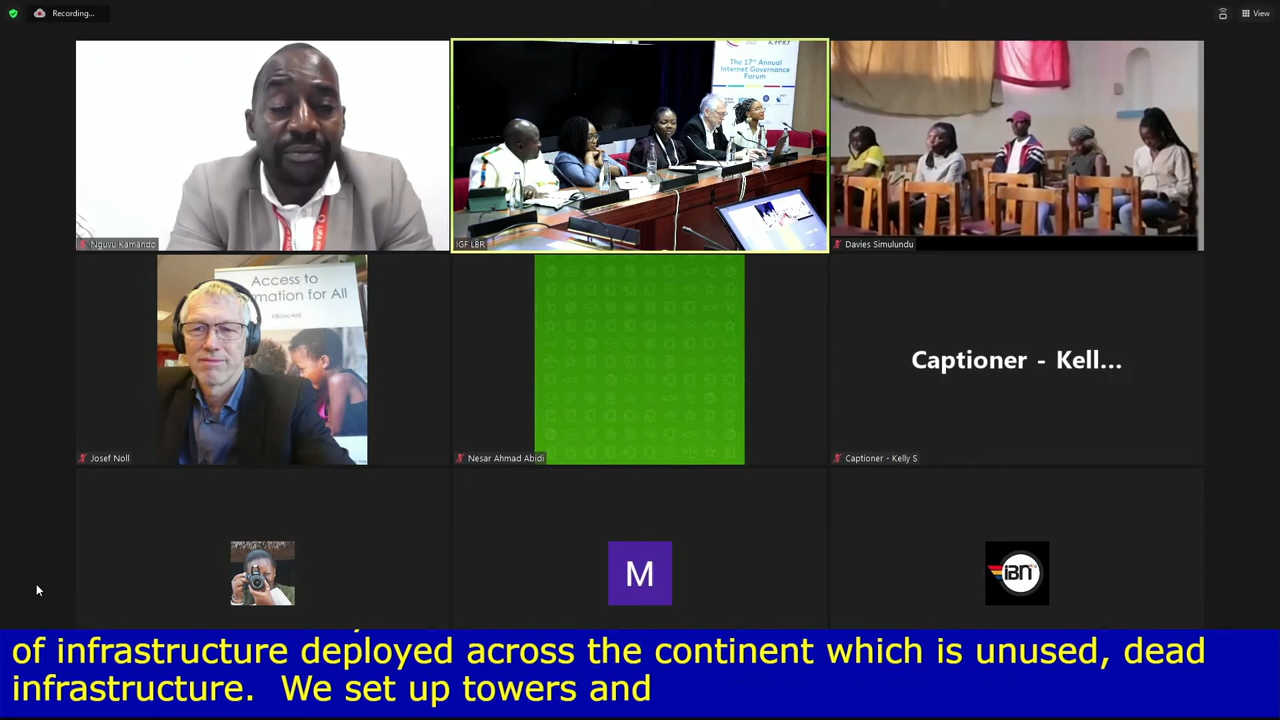 Recording...
View
The 17th Annual
Internet Governance
Forum
Nguvu Kamando
IGF LBR
Davies Simulundu
Access to
rmation for All
#Basic4all
Josef Noll
Nesar Ahmad Abidi
Captioner - Kell...
Captioner - Kelly S
M
iBN
of infrastructure deployed across the continent which is unused, dead
infrastructure. We set up towers and